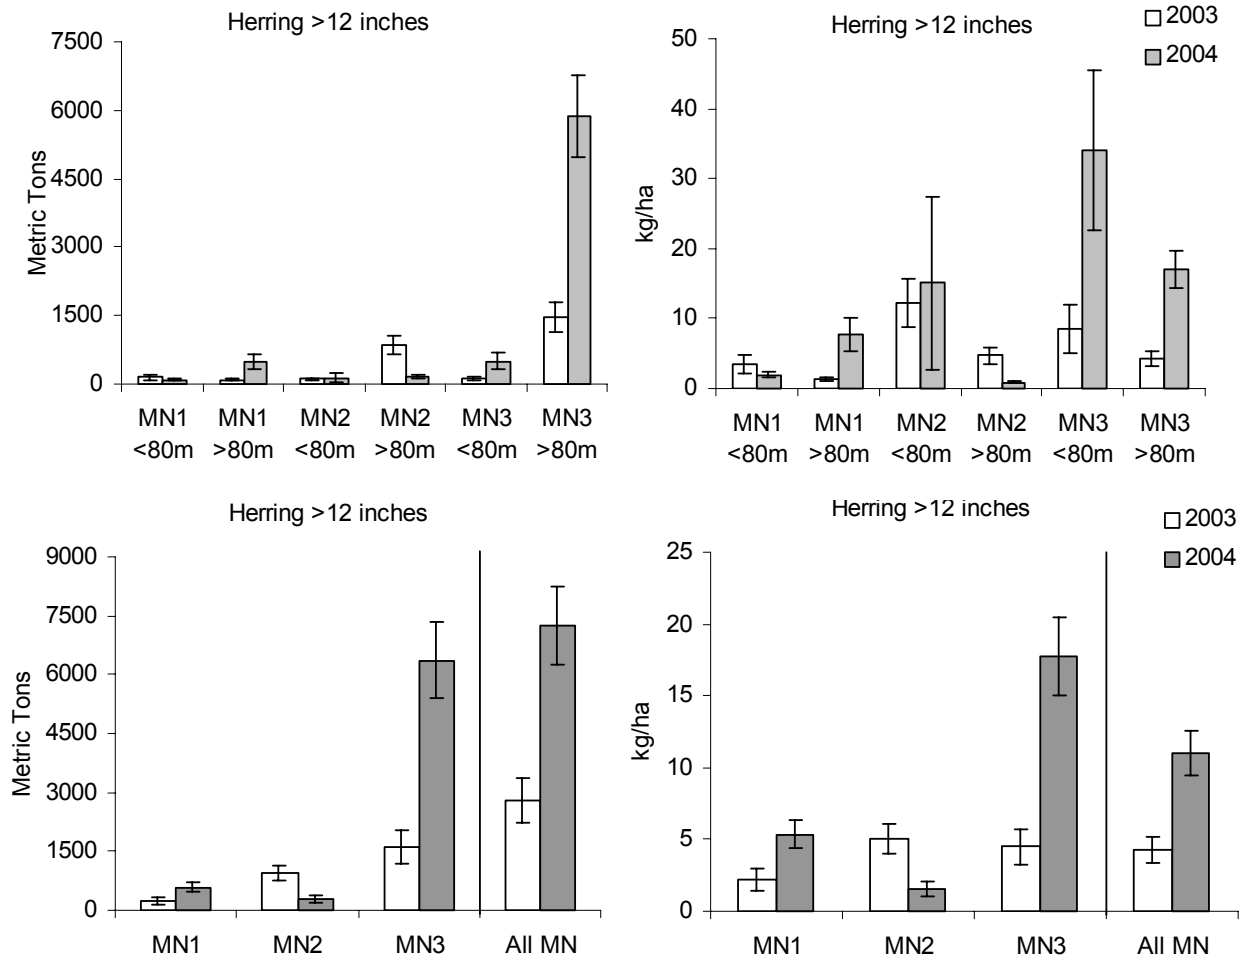 Herring >12 inches
7500
6000
4500
3000
1500
0
Metric Tons
MN1 MN1 MN2 MN2 MN3 MN3
<80m >80m <80m >80m <80m >80m
Herring >12 inches
2003
2004
50
40
30
20
10
0
kg/ha
MN1 MN1 MN2 MN2 MN3 MN3
<80m >80m <80m >80m <80m >80m
Herring >12 inches
9000
7500
6000
4500
3000
1500
0
Metric Tons
MN1 MN2 MN3 All MN
Herring >12 inches
2003
2004
25
20
15
10
5
0
kg/ha
MN1 MN2 MN3 All MN